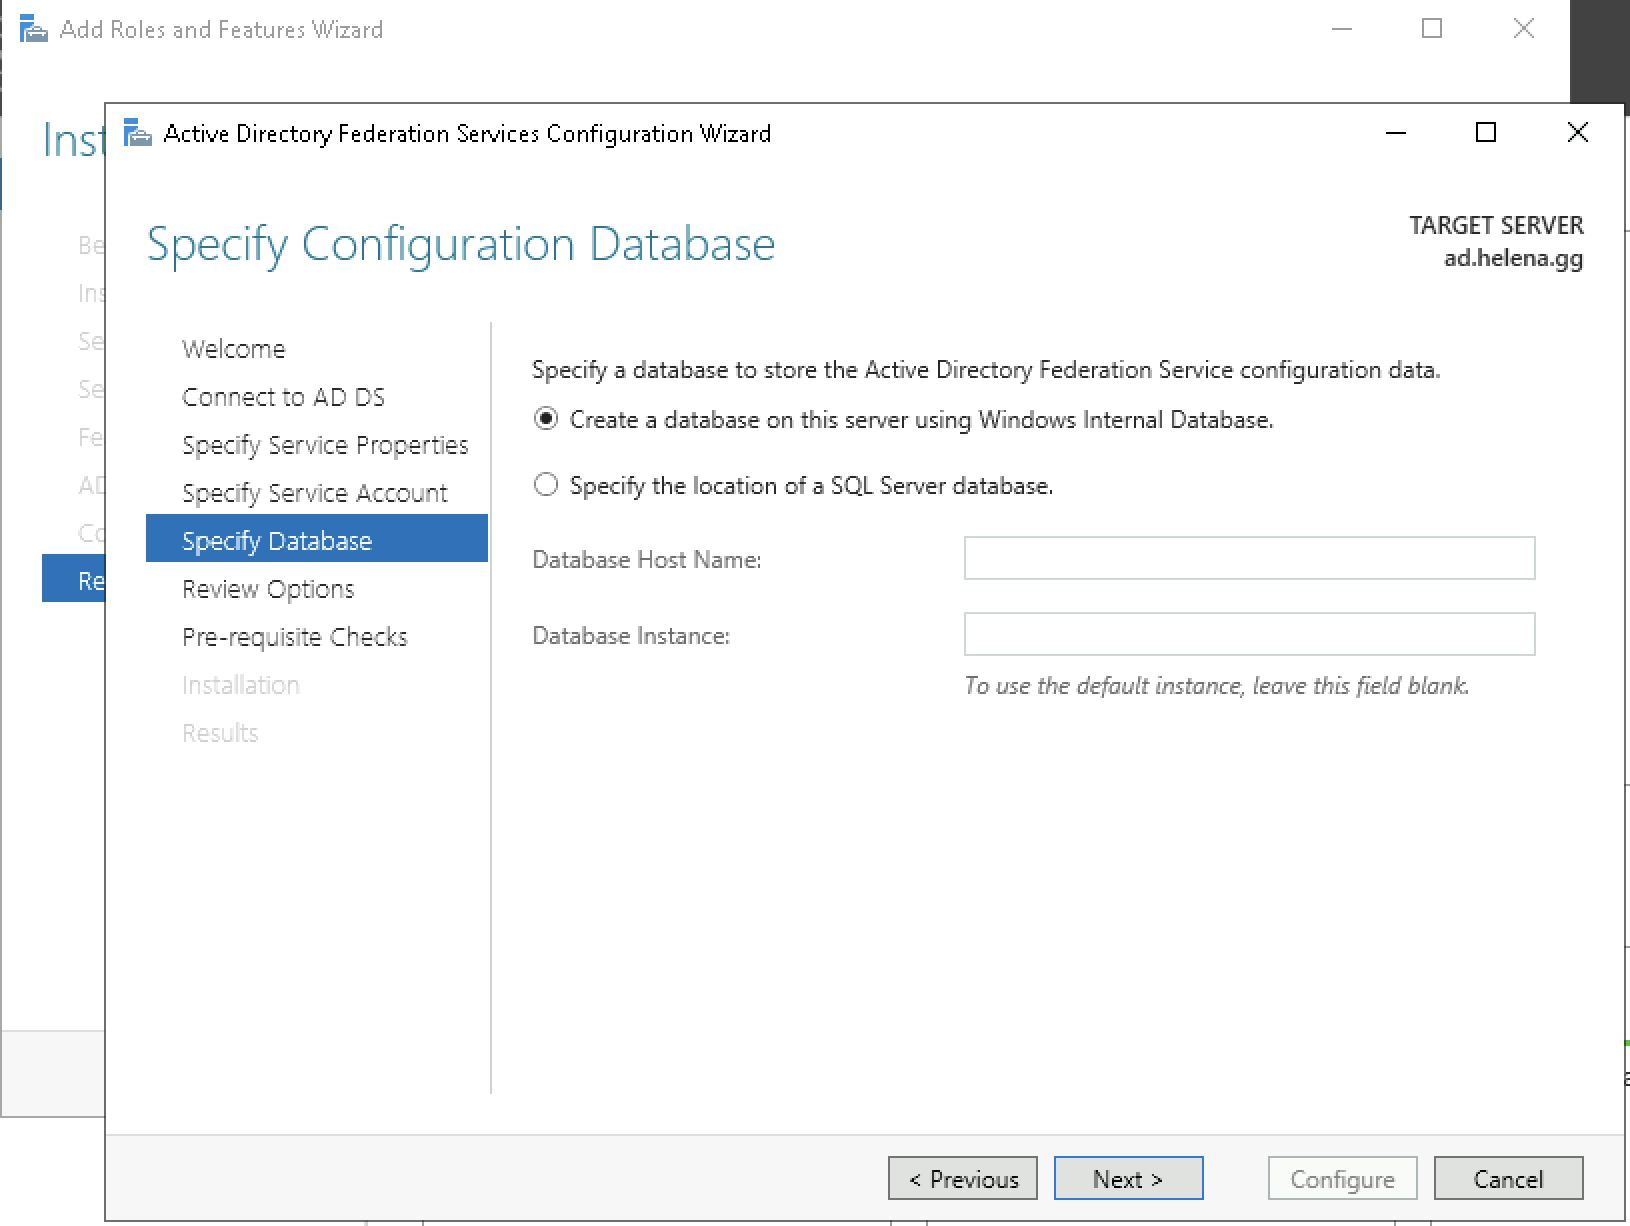 Add Roles and Features Wizard
Inst
Active Directory Federation Services Configuration Wizard
Specify Configuration Database
TARGET SERVER
ad.helena.gg
Be
Ins
Se
Se
Fe
AD
Co
Re
Welcome
Connect to AD DS
Specify Service Properties
Specify Service Account
Specify Database
Review Options
Pre-requisite Checks
Installation
Results
Specify a database to store the Active Directory Federation Service configuration data.
Create a database on this server using Windows Internal Database.
Specify the location of a SQL Server database.
Database Host Name:
Database Instance:
To use the default instance, leave this field blank.
< Previous
Next >
Configure
Cancel